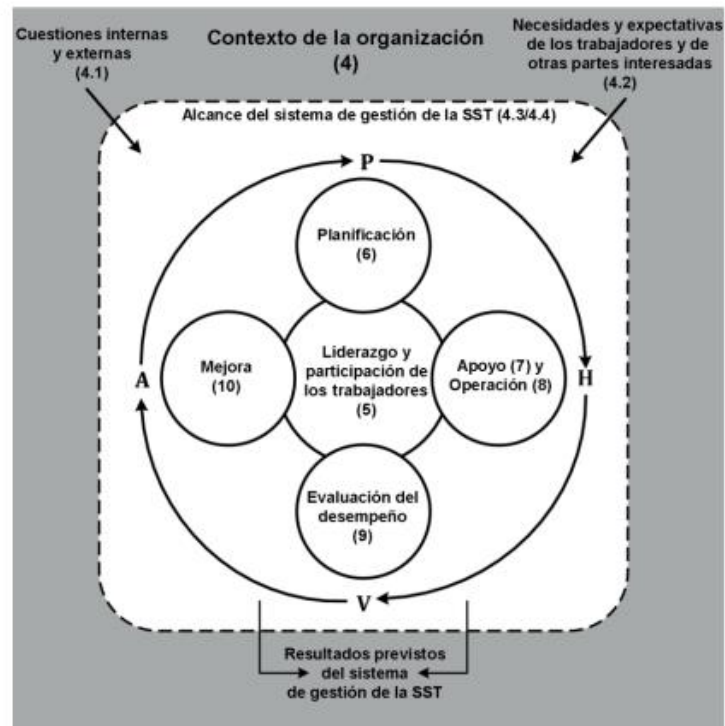 Cuestiones internas
y externas
(4.1)
Contexto de la organización
(4)
Necesidades y expectativas
de los trabajadores y de
otras partes interesadas
(4.2)
Alcance del sistema de gestión de la SST (4.3/4.4)
P
Planificación
(6)
A
Mejora
(10)
Liderazgo y
participación de
los trabajadores
(5)
Apoyo (7) y
Operación (8)
H
Evaluación del
desempeño
(9)
V
Resultados previstos
del sistema
de gestión de la SST